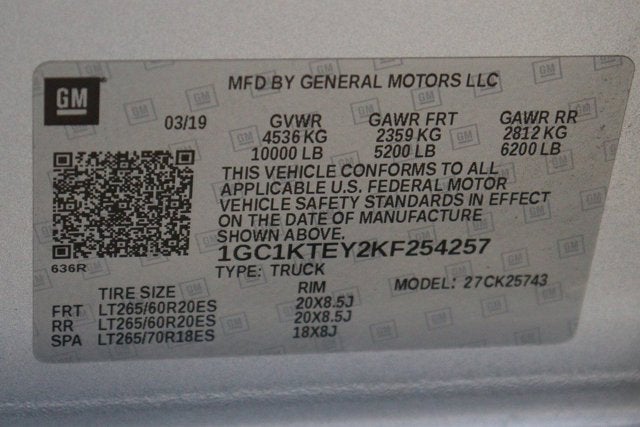 GM
MFD BY GENERAL MOTORS LLC
03/19 GVWR GAWR FRT GAWR RR
4536 KG 2359 KG 2812 KG
10000 LB 5200 LB 6200 LB
THIS VEHICLE CONFORMS TO ALL
APPLICABLE U.S. FEDERAL MOTOR
VEHICLE SAFETY STANDARDS IN EFFECT
ON THE DATE OF MANUFACTURE
SHOWN ABOVE.
636R 1GC1KTEY2KF254257
TYPE: TRUCK MODEL: 27CK25743
TIRE SIZE RIM
FRT LT265/60R20ES 20X8.5J
RR LT265/60R20ES 20X8.5J
SPA LT265/70R18ES 18X8J